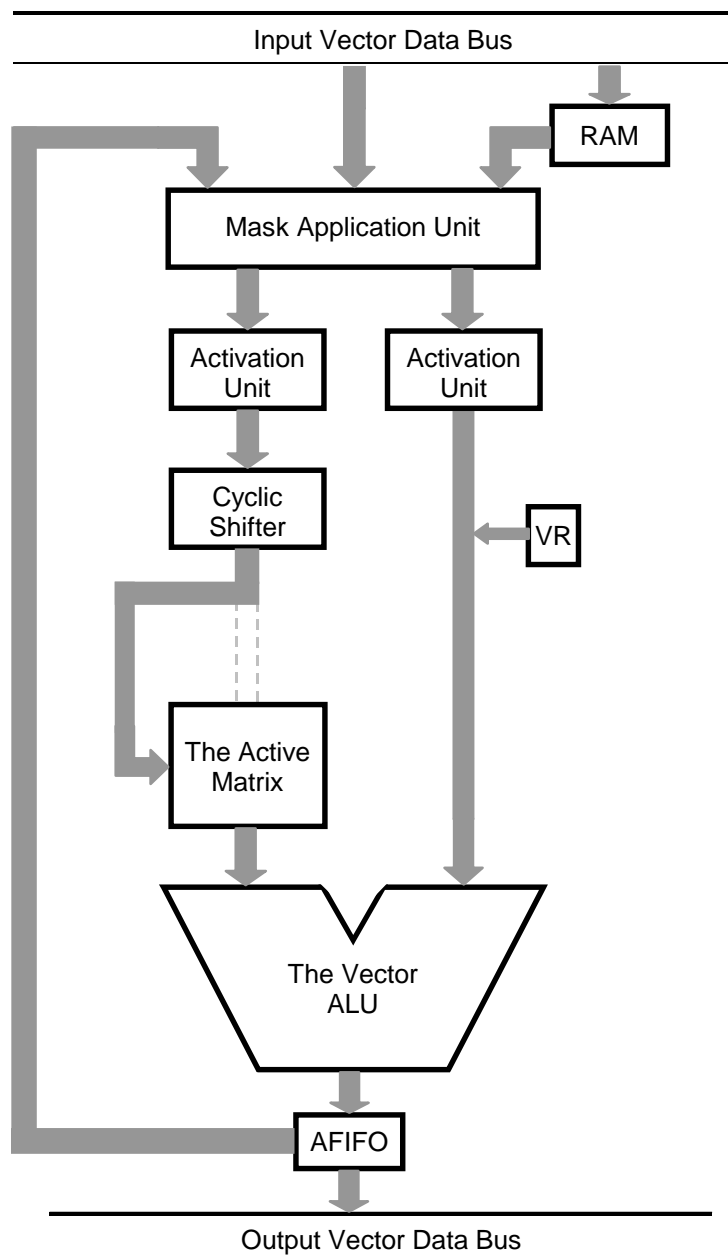 Input Vector Data Bus
RAM
Mask Application Unit
Activation
Unit
Activation
Unit
Cyclic
Shifter
VR
The Active
Matrix
The Vector
ALU
AFIFO
Output Vector Data Bus